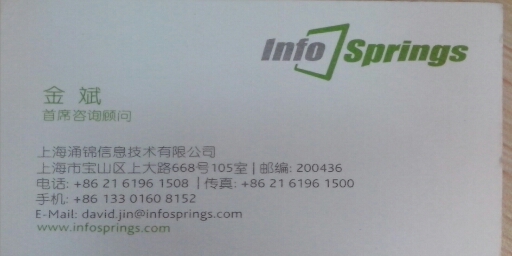 Info Springs
金 斌
首席咨询顾问
上海涌锦信息技术有限公司
上海市宝山区上大路668号105室 | 邮编: 200436
电话: +86 21 6196 1508 | 传真: +86 21 6196 1500
手机: +86 133 0160 8152
E-Mail: david.jin@infosprings.com
www.infosprings.com